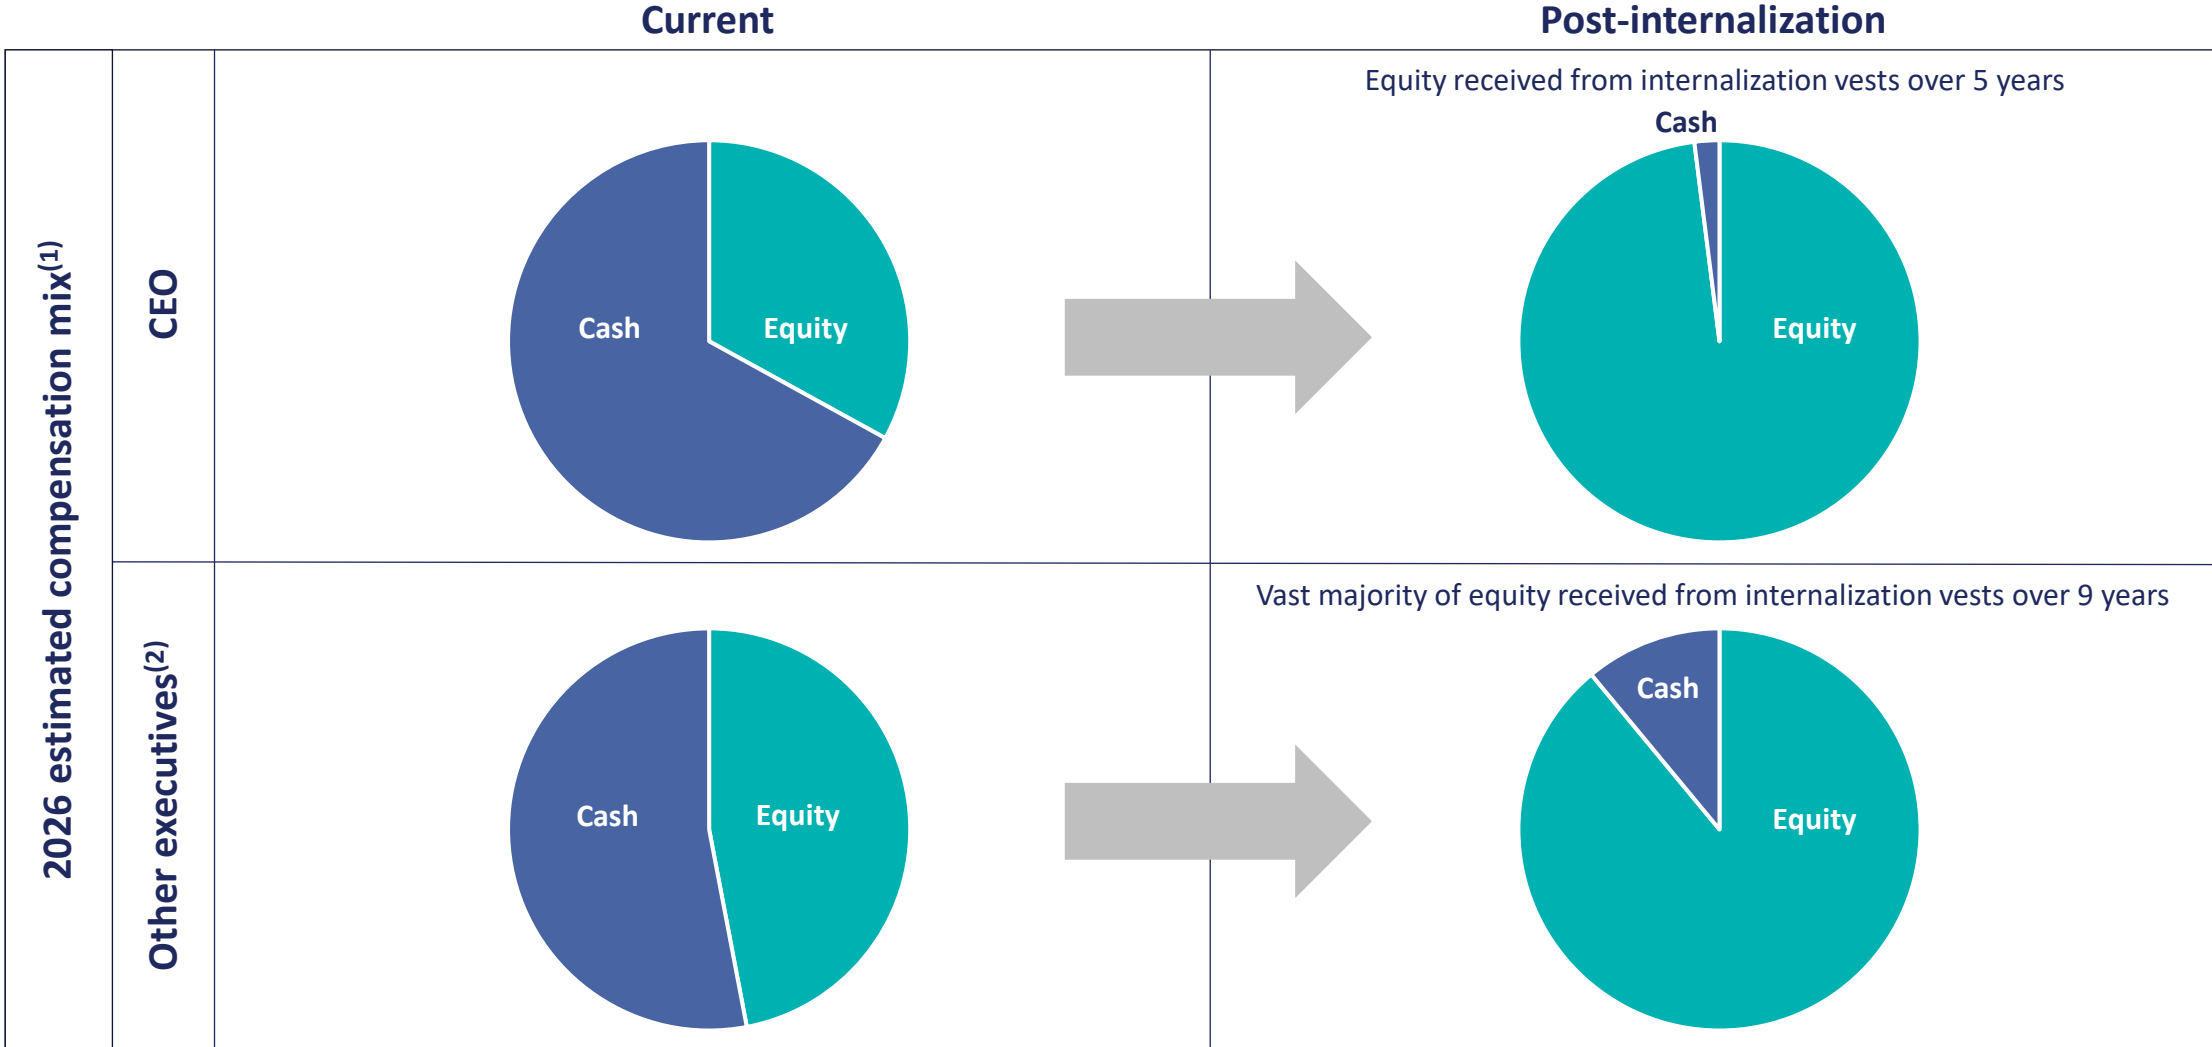 Current
Post-internalization
2026 estimated compensation mix(1)
CEO
Cash
Equity
Equity received from internalization vests over 5 years
Cash
Equity
Other executives(2)
Cash
Equity
Vast majority of equity received from internalization vests over 9 years
Cash
Equity